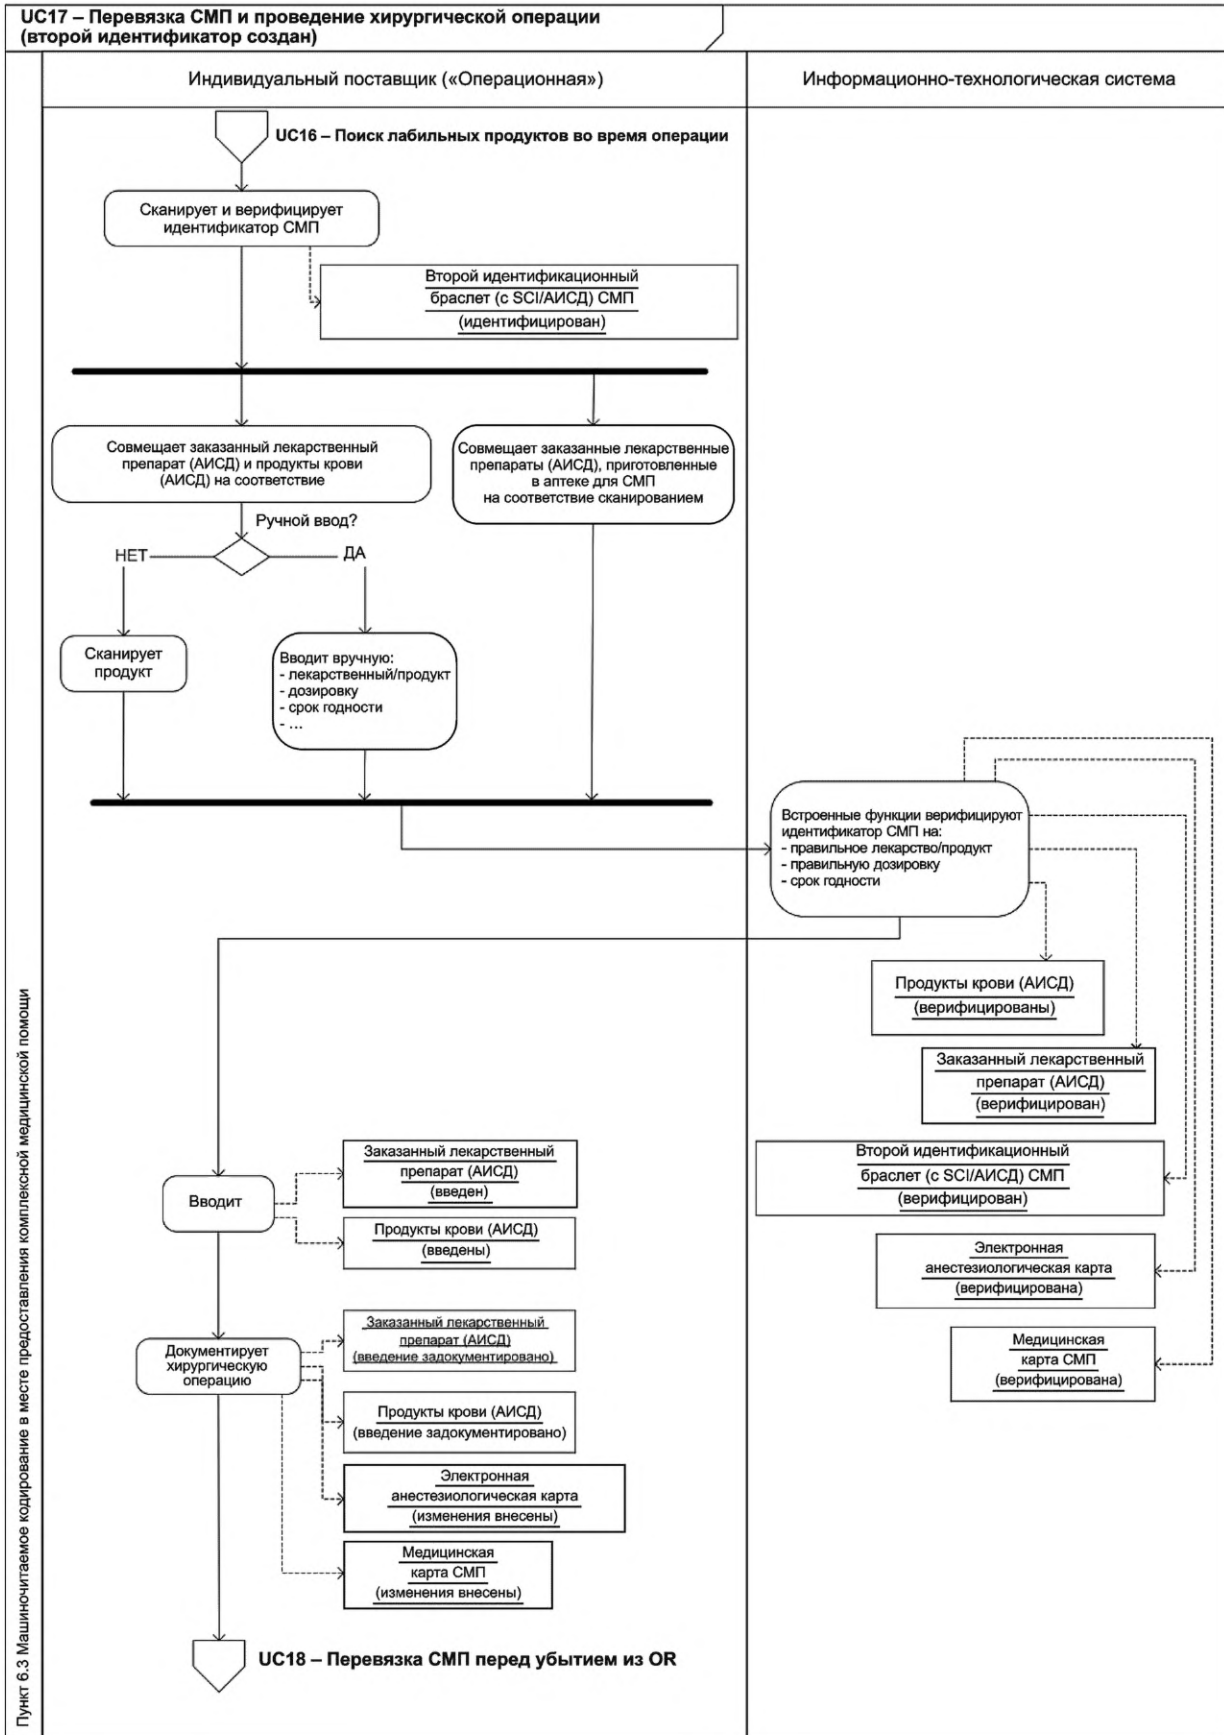 UC17 – Перевязка СМП и проведение хирургической операции
(второй идентификатор создан)
Индивидуальный поставщик («Операционная»)
Информационно-технологическая система
UC16 – Поиск лабильных продуктов во время операции
Сканирует и верифицирует
идентификатор СМП
Второй идентификационный
браслет (с SCI/АИСД) СМП
(идентифицирован)
Совмещает заказанный лекарственный
препарат (АИСД) и продукты крови
(АИСД) на соответствие
Совмещает заказанные лекарственные
препараты (АИСД), приготовленные
в аптеке для СМП
на соответствие сканированием
Ручной ввод?
НЕТ
ДА
Сканирует
продукт
Вводит вручную:
- лекарственный/продукт
- дозировку
- срок годности
- ...
Встроенные функции верифицируют
идентификатор СМП на:
- правильное лекарство/продукт
- правильную дозировку
- срок годности
Продукты крови (АИСД)
(верифицированы)
Заказанный лекарственный
препарат (АИСД)
(верифицирован)
Второй идентификационный
браслет (с SCI/АИСД) СМП
(верифицирован)
Электронная
анестезиологическая карта
(верифицирована)
Медицинская
карта СМП
(верифицирована)
Вводит
Заказанный лекарственный
препарат (АИСД)
(введен)
Продукты крови (АИСД)
(введены)
Документирует
хирургическую
операцию
Заказанный лекарственный
препарат (АИСД)
(введение задокументировано)
Продукты крови (АИСД)
(введение задокументировано)
Электронная
анестезиологическая карта
(изменения внесены)
Медицинская
карта СМП
(изменения внесены)
UC18 – Перевязка СМП перед убытием из OR
Пункт 6.3 Машиночитаемое кодирование в месте предоставления комплексной медицинской помощи